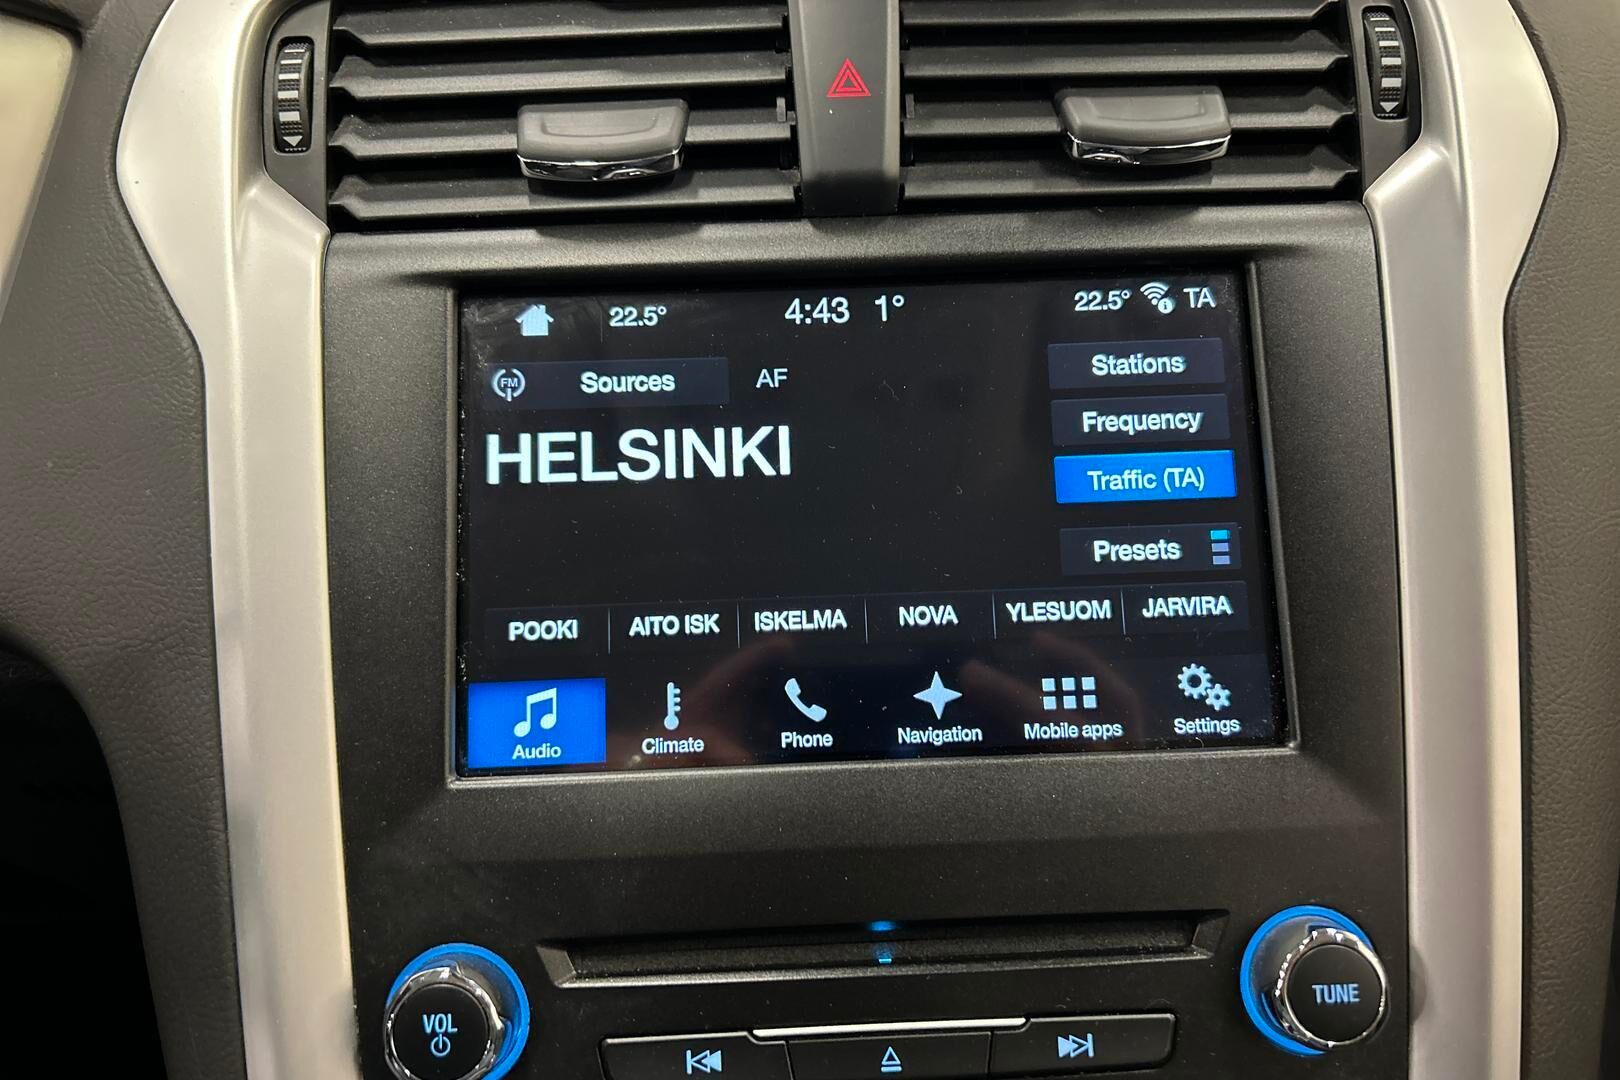 22.5° 4:43 1° 22.5° TA
FM Sources AF Stations
Frequency
HELSINKI
Traffic (TA)
Presets
POOKI AITO ISK ISKELMA NOVA YLESUOM JARVIRA
Audio Climate Phone Navigation Mobile apps Settings
VOL TUNE